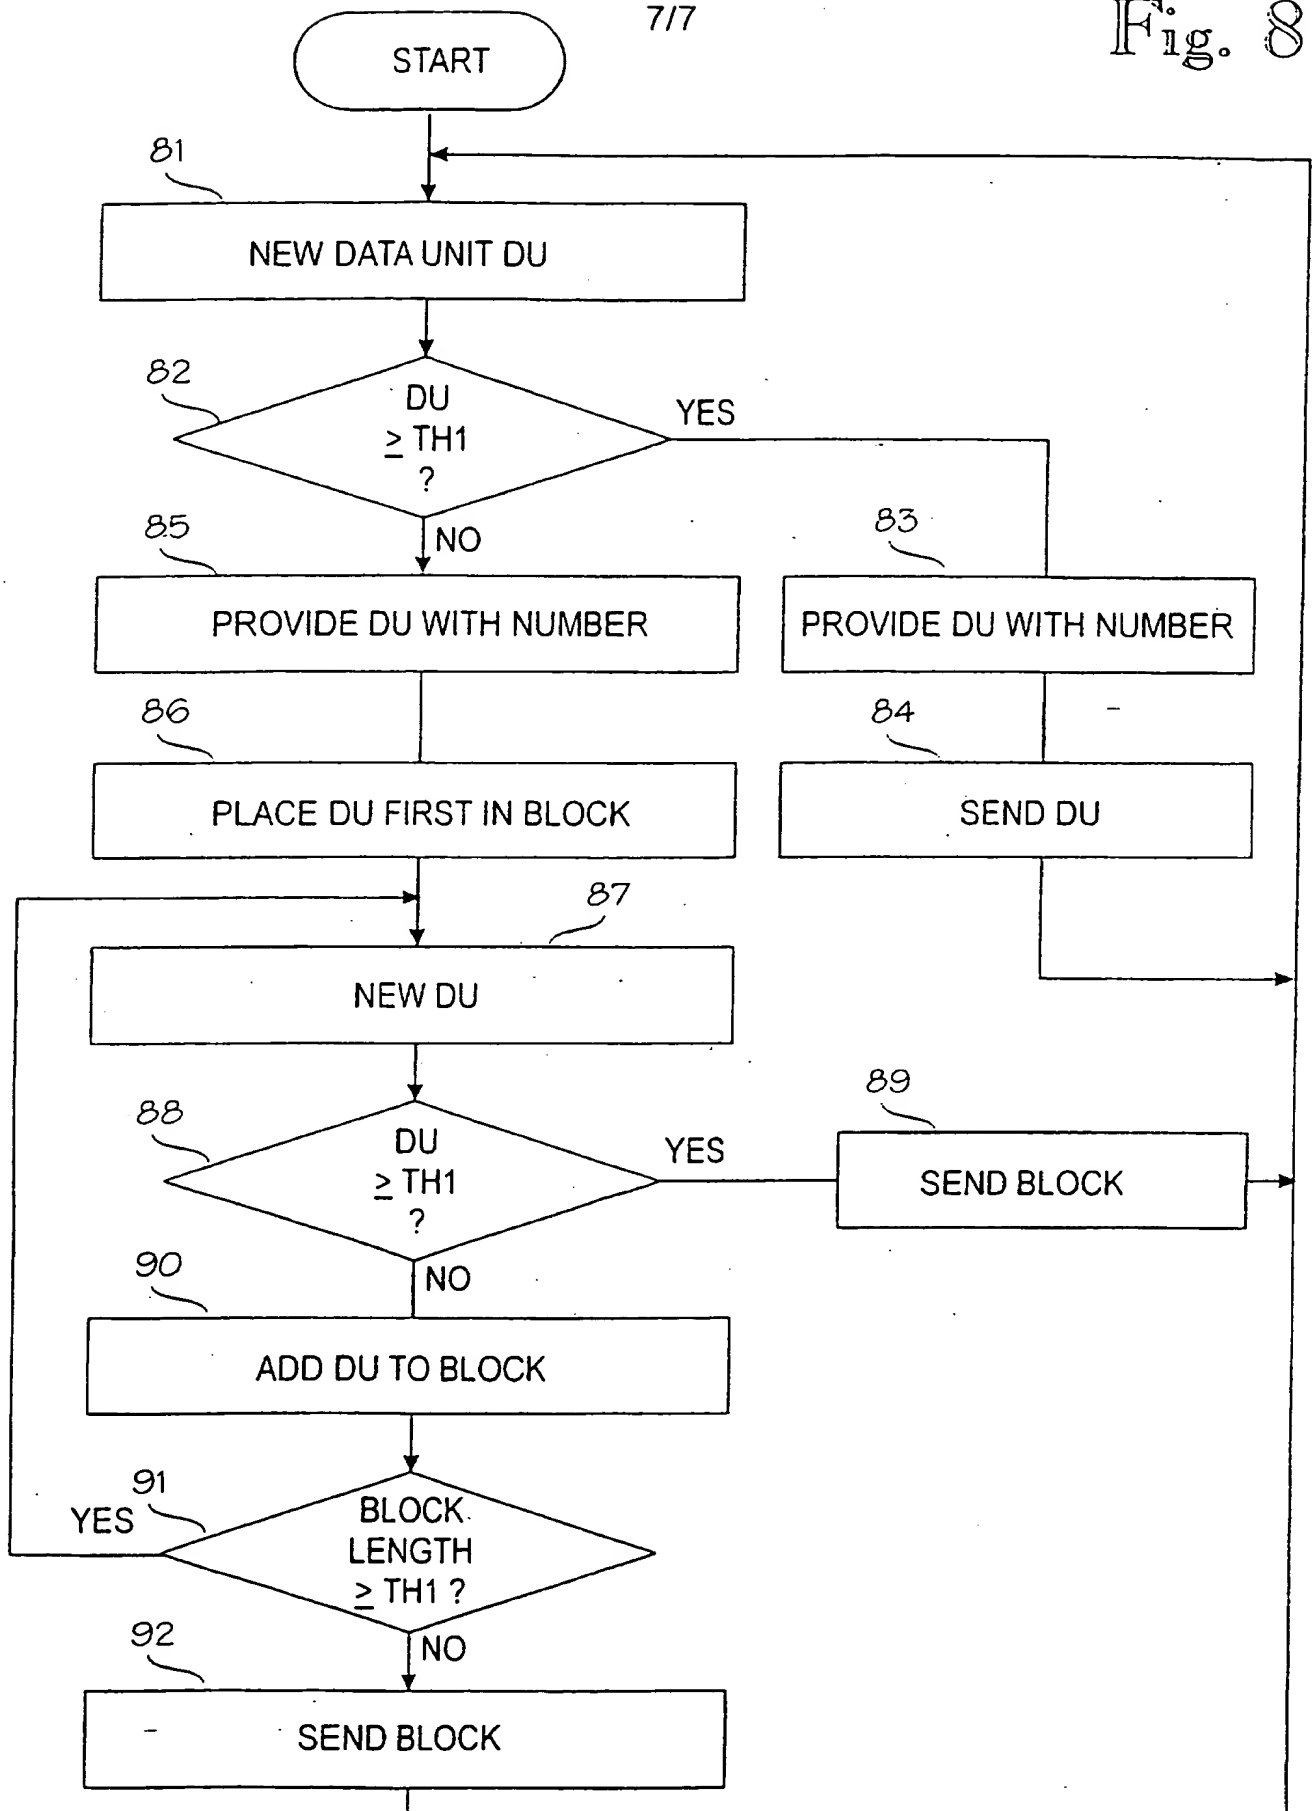 7/7
Fig. 8
START
81
NEW DATA UNIT DU
82
DU
≥ TH1
?
YES
NO
85
PROVIDE DU WITH NUMBER
83
PROVIDE DU WITH NUMBER
86
PLACE DU FIRST IN BLOCK
84
SEND DU
87
NEW DU
88
DU
≥ TH1
?
YES
89
SEND BLOCK
NO
90
ADD DU TO BLOCK
91
YES
BLOCK
LENGTH
≥ TH1 ?
NO
92
SEND BLOCK